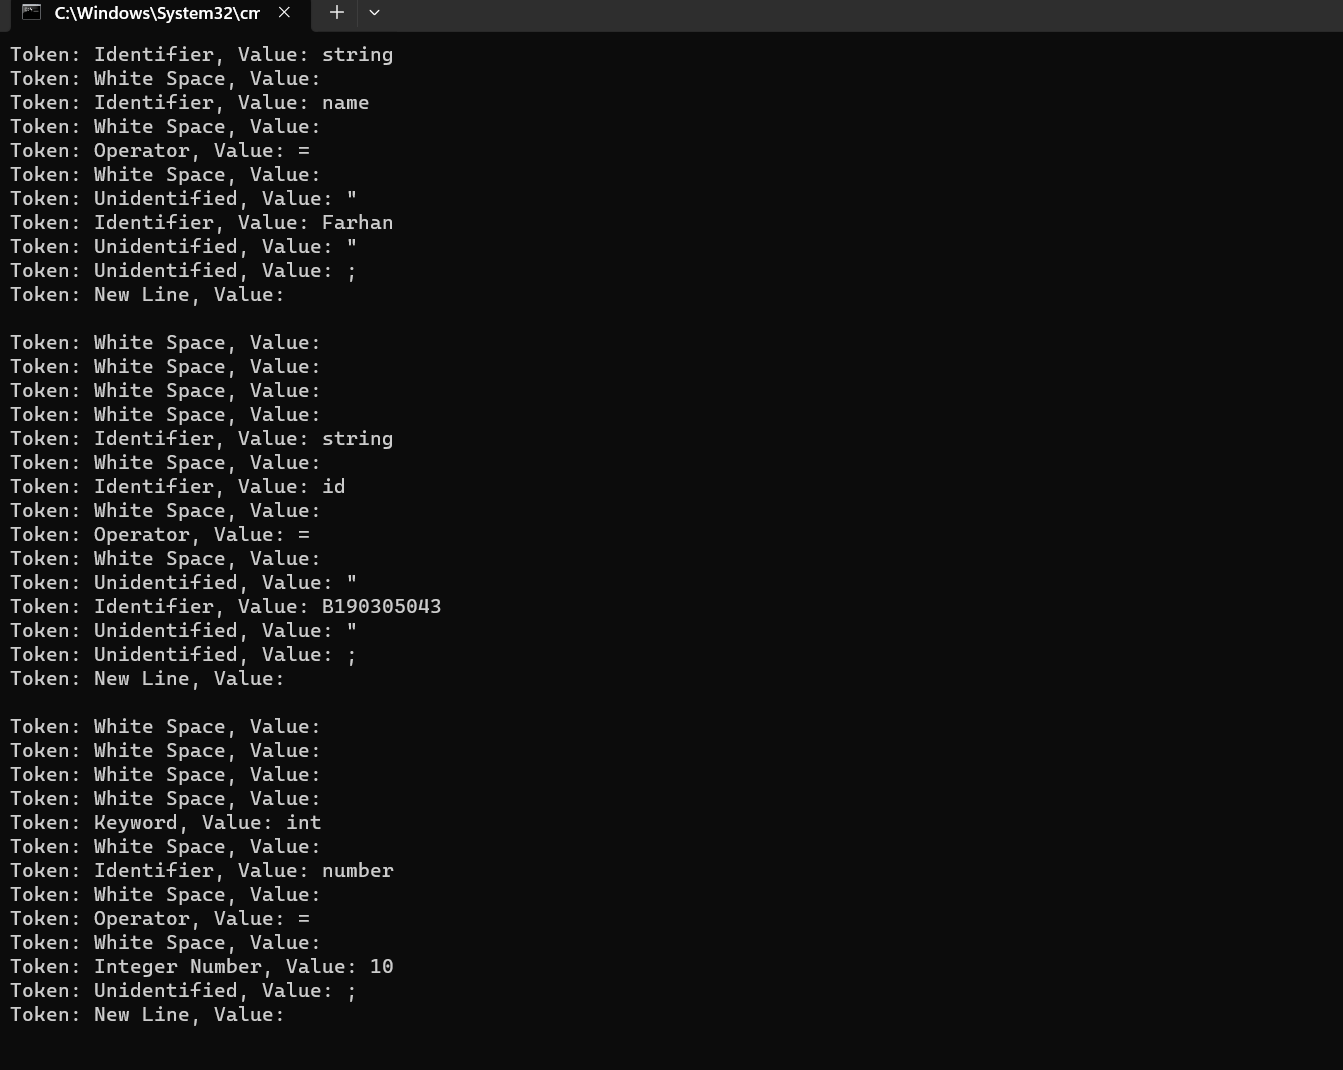 C:\Windows\System32\cm
Token: Identifier, Value: string
Token: White Space, Value:
Token: Identifier, Value: name
Token: White Space, Value:
Token: Operator, Value: =
Token: White Space, Value:
Token: Unidentified, Value: "
Token: Identifier, Value: Farhan
Token: Unidentified, Value: "
Token: Unidentified, Value: ;
Token: New Line, Value:

Token: White Space, Value:
Token: White Space, Value:
Token: White Space, Value:
Token: White Space, Value:
Token: Identifier, Value: string
Token: White Space, Value:
Token: Identifier, Value: id
Token: White Space, Value:
Token: Operator, Value: =
Token: White Space, Value:
Token: Unidentified, Value: "
Token: Identifier, Value: B190305043
Token: Unidentified, Value: "
Token: Unidentified, Value: ;
Token: New Line, Value:

Token: White Space, Value:
Token: White Space, Value:
Token: White Space, Value:
Token: White Space, Value:
Token: Keyword, Value: int
Token: White Space, Value:
Token: Identifier, Value: number
Token: White Space, Value:
Token: Operator, Value: =
Token: White Space, Value:
Token: Integer Number, Value: 10
Token: Unidentified, Value: ;
Token: New Line, Value: